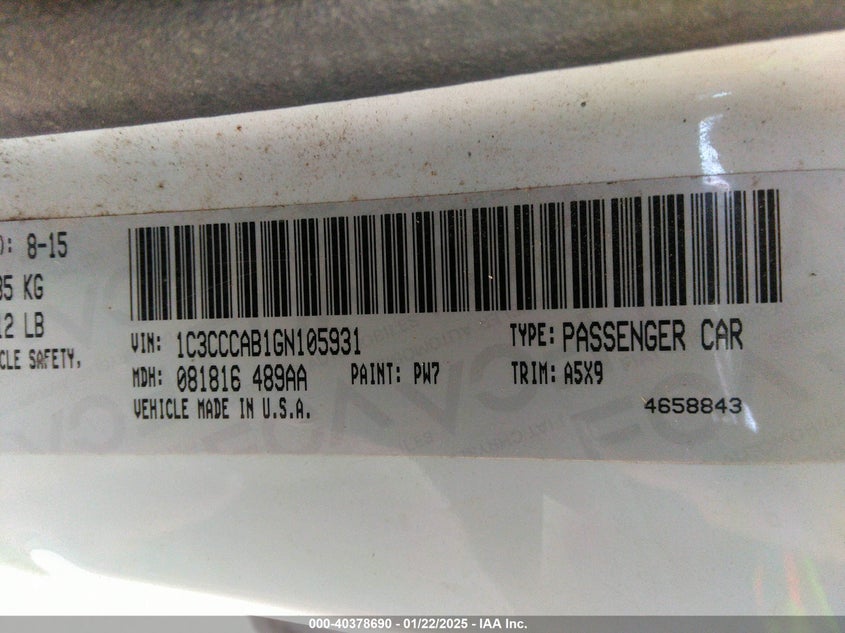 ): 8-15
35 KG
12 LB
CLE SAFETY,
VIN: 1C3CCCAB1GN105931 TYPE: PASSENGER CAR
MDH: 081816 489AA PAINT: PW7 TRIM: A5X9
VEHICLE MADE IN U.S.A. 4658843
000-40378690 - 01/22/2025 - IAA Inc.